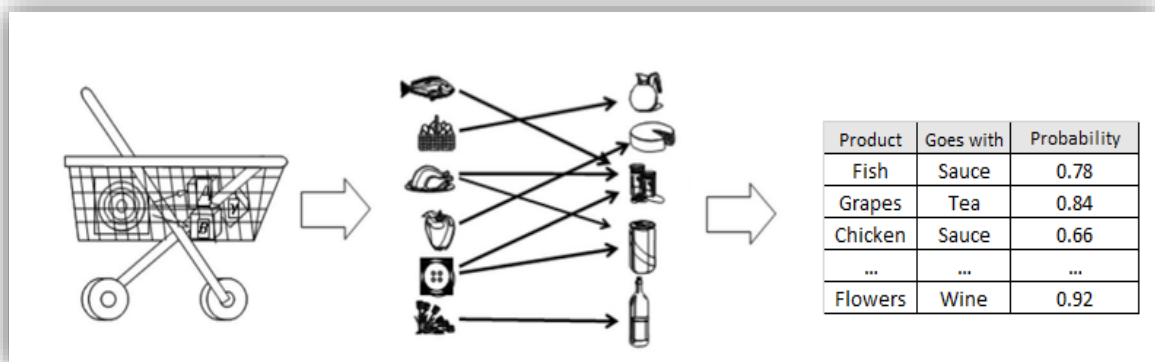 A
Y
B
Product Goes with Probability
Fish Sauce 0.78
Grapes Tea 0.84
Chicken Sauce 0.66
... ... ...
Flowers Wine 0.92